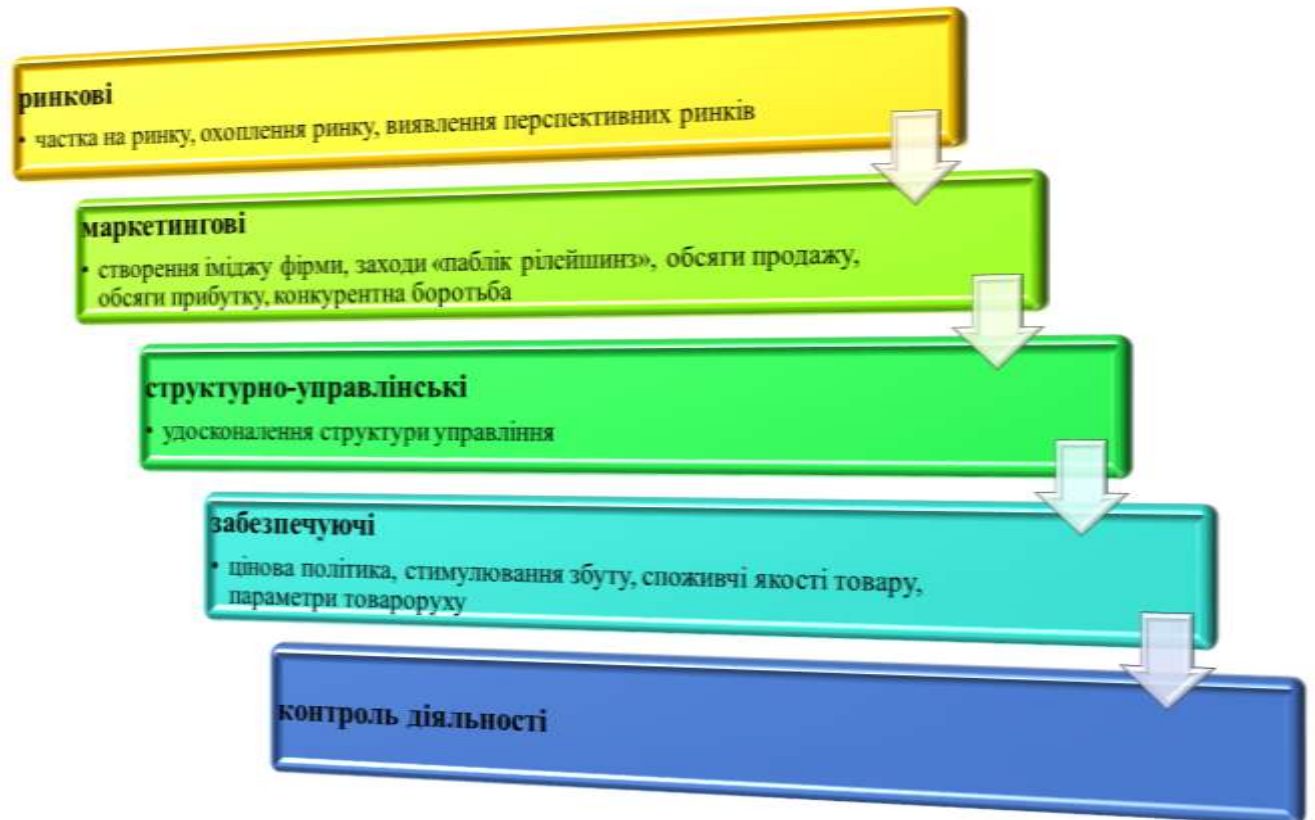 ринкові
• частка на ринку, охоплення ринку, виявлення перспективних ринків
маркетингові
• створення іміджу фірми, заходи «паблік рілейшинз», обсяги продажу,
обсяги прибутку, конкурентна боротьба
структурно-управлінські
• удосконалення структури управління
забезпечуючі
• цінова політика, стимулювання збуту, споживчі якості товару,
параметри товароруху
контроль діяльності